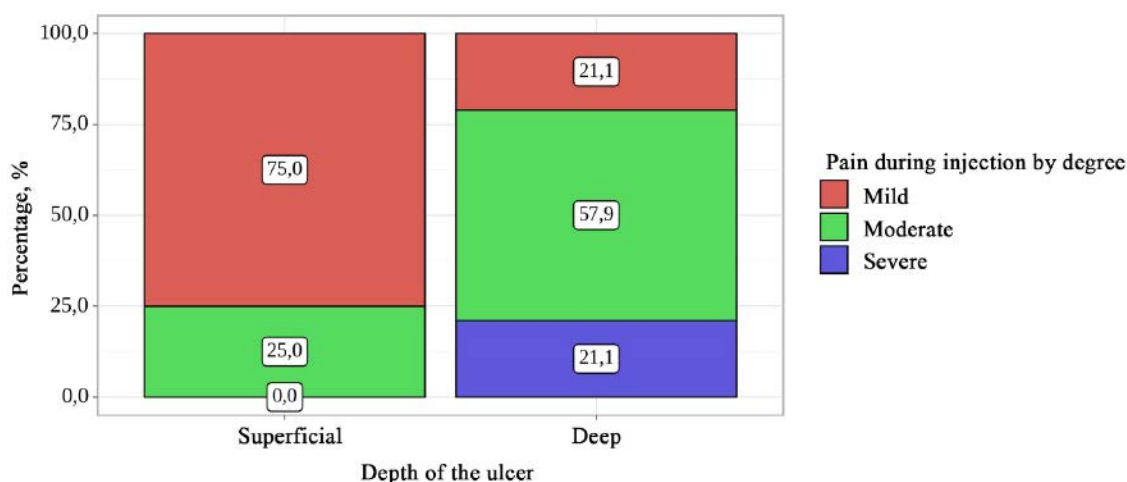 100,0
75,0
50,0
25,0
0,0
Percentage, %
75,0
25,0
0,0
21,1
57,9
21,1
Superficial
Deep
Depth of the ulcer
Pain during injection by degree
Mild
Moderate
Severe